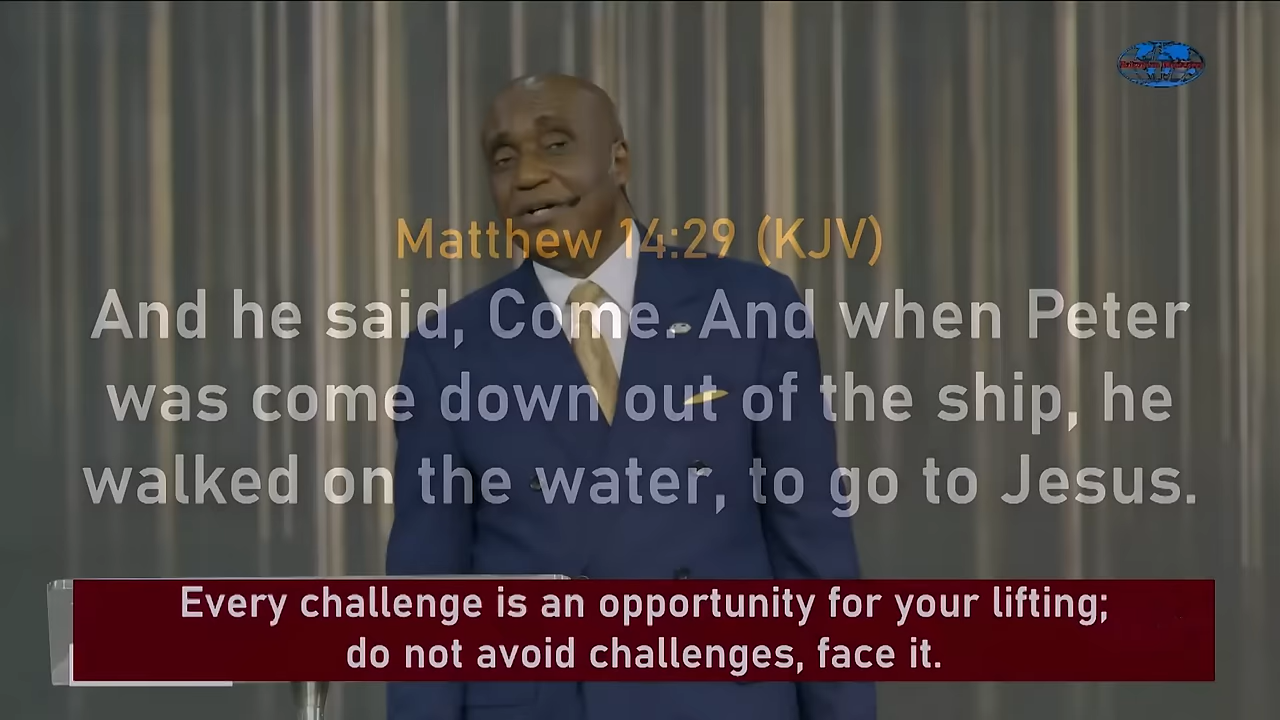 Matthew 14:29 (KJV)
And he said, Come. And when Peter
was come down out of the ship, he
walked on the water, to go to Jesus.
Every challenge is an opportunity for your lifting;
do not avoid challenges, face it.